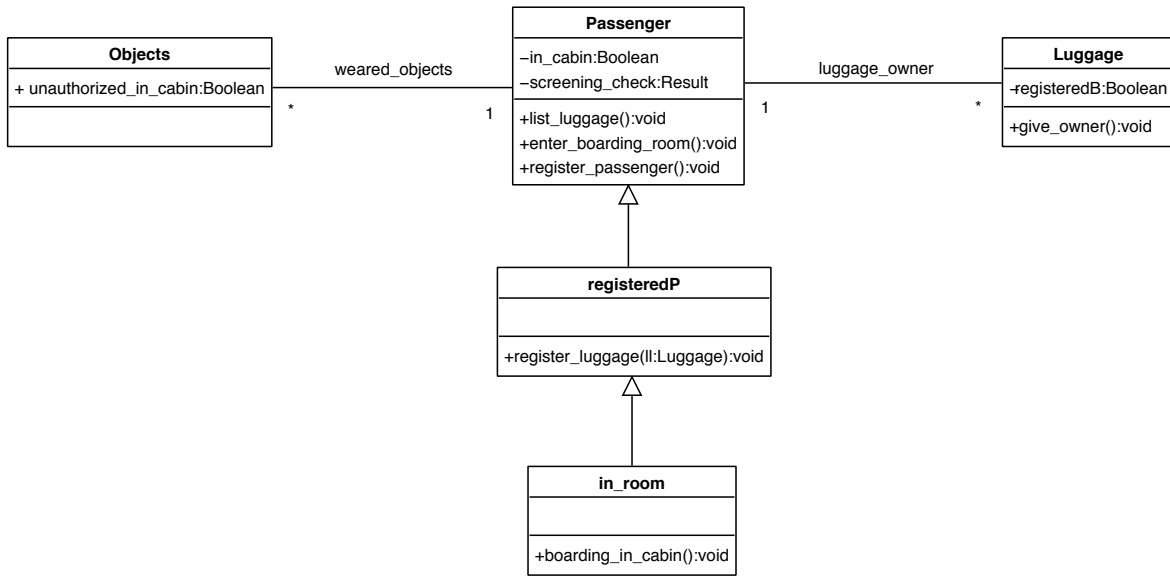 Objects
+ unauthorized_in_cabin:Boolean
weared_objects
*
1
Passenger
–in_cabin:Boolean
–screening_check:Result
+list_luggage():void
+enter_boarding_room():void
+register_passenger():void
luggage_owner
1
*
Luggage
–registeredB:Boolean
+give_owner():void
registeredP
+register_luggage(ll:Luggage):void
in_room
+boarding_in_cabin():void